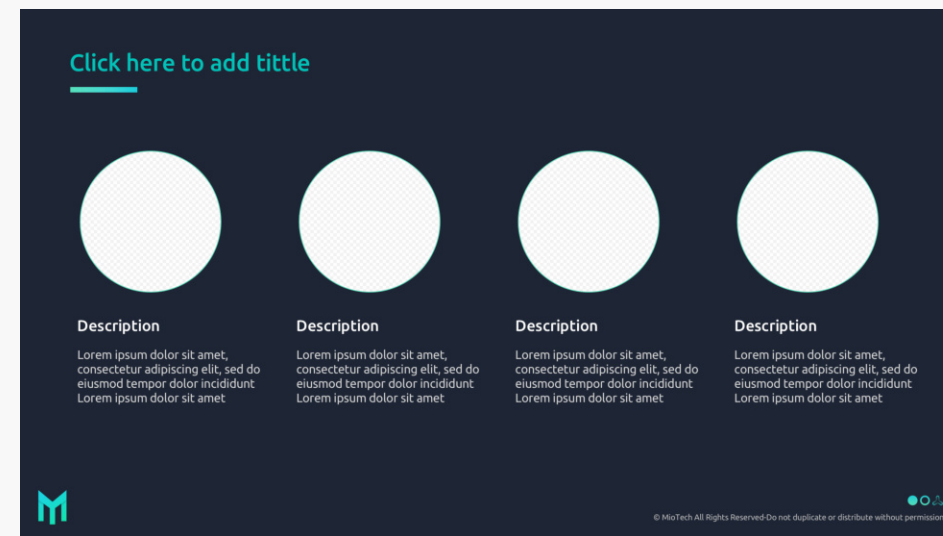 Click here to add tittle
Description
Lorem ipsum dolor sit amet,
consectetur adipiscing elit, sed do
eiusmod tempor dolor incididunt
Lorem ipsum dolor sit amet
Description
Lorem ipsum dolor sit amet,
consectetur adipiscing elit, sed do
eiusmod tempor dolor incididunt
Lorem ipsum dolor sit amet
Description
Lorem ipsum dolor sit amet,
consectetur adipiscing elit, sed do
eiusmod tempor dolor incididunt
Lorem ipsum dolor sit amet
Description
Lorem ipsum dolor sit amet,
consectetur adipiscing elit, sed do
eiusmod tempor dolor incididunt
Lorem ipsum dolor sit amet
© MioTech All Rights Reserved-Do not duplicate or distribute without permission